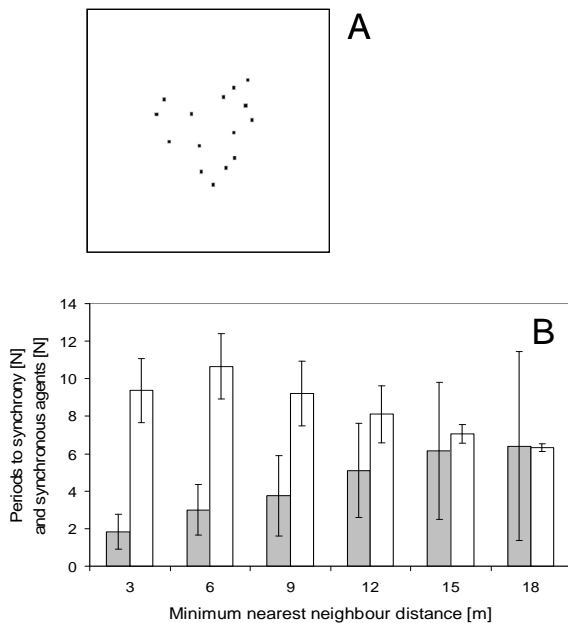 A
B
Periods to synchrony [N]
and synchronous agents [N]
14
12
10
8
6
4
2
0
3 6 9 12 15 18
Minimum nearest neighbour distance [m]